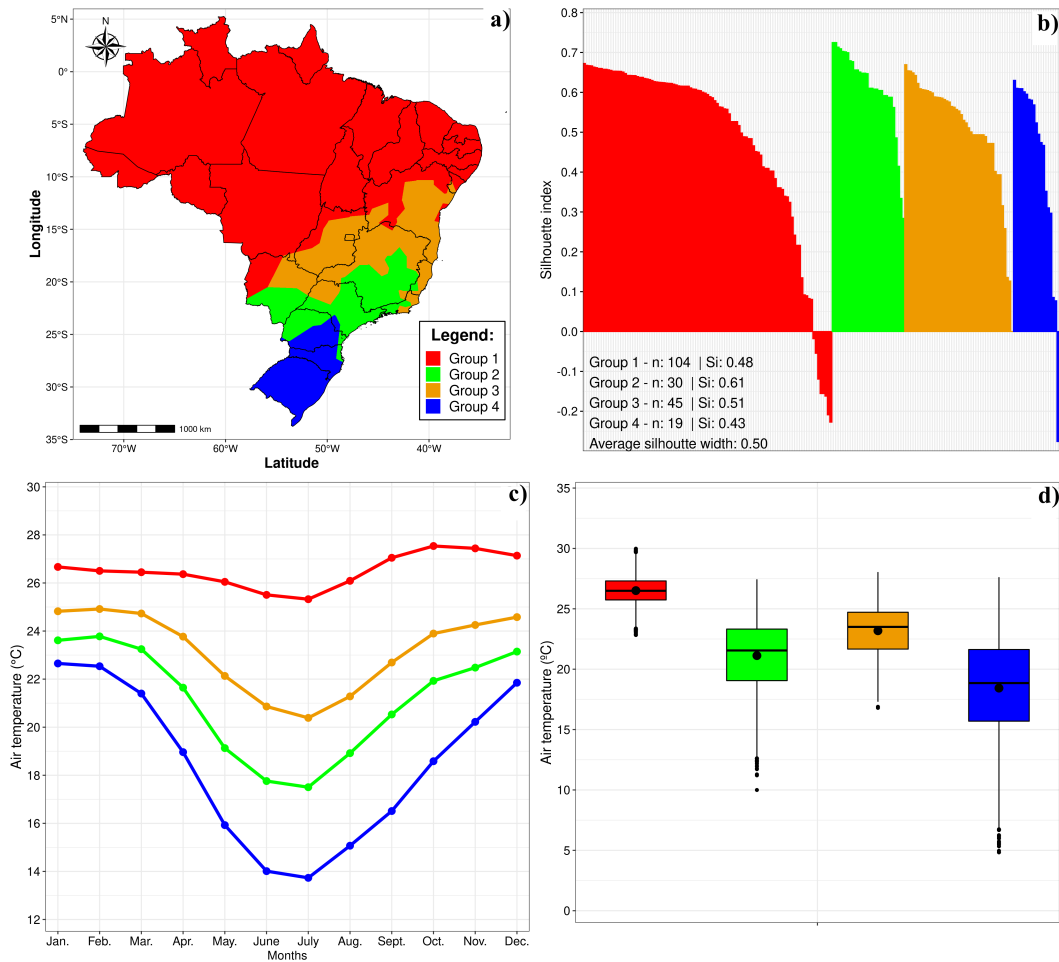 a)
N
5°N
0°
5°S
10°S
15°S
20°S
25°S
30°S
35°S
Longitude
Legend:
Group 1
Group 2
Group 3
Group 4
1000 km
70°W 60°W 50°W 40°W
Latitude
b)
0.8
0.7
0.6
0.5
0.4
0.3
0.2
0.1
0.0
-0.1
-0.2
Silhouette index
Group 1 - n: 104 | Si: 0.48
Group 2 - n: 30 | Si: 0.61
Group 3 - n: 45 | Si: 0.51
Group 4 - n: 19 | Si: 0.43
Average silhoutte width: 0.50
c)
30
28
26
24
22
20
18
16
14
12
Air temperature (°C)
Jan. Feb. Mar. Apr. May. June July Aug. Sept. Oct. Nov. Dec.
Months
d)
35
30
25
20
15
10
5
0
Air temperature (ºC)